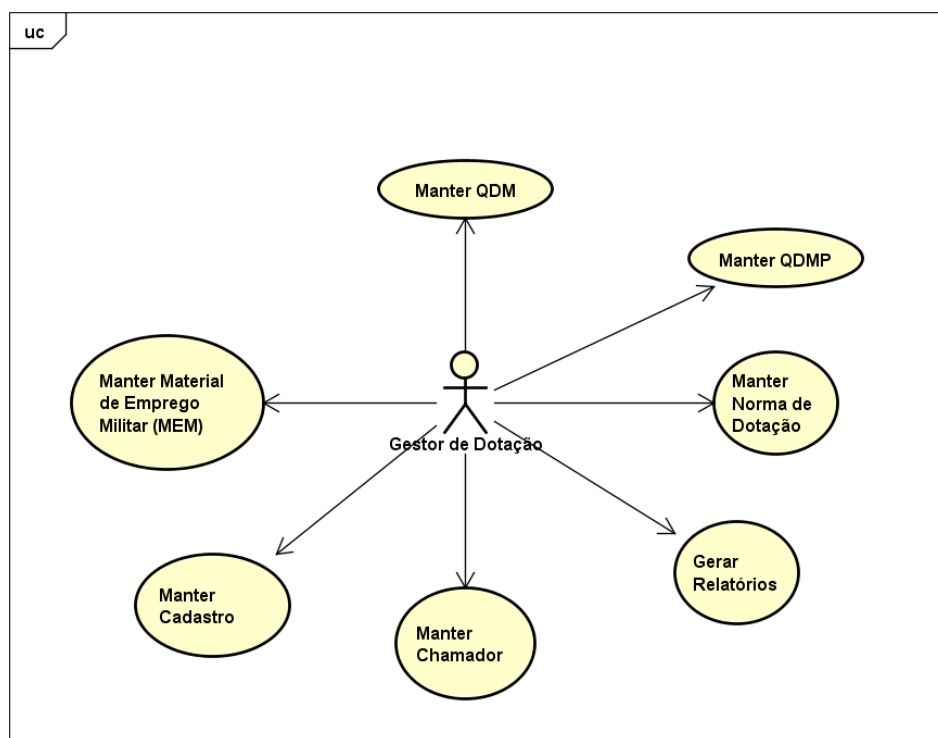 uc
Manter QDM
Manter QDMP
Manter Material
de Emprego
Militar (MEM)
Manter
Norma de
Dotação
Gestor de Dotação
Gerar
Relatórios
Manter
Cadastro
Manter
Chamador